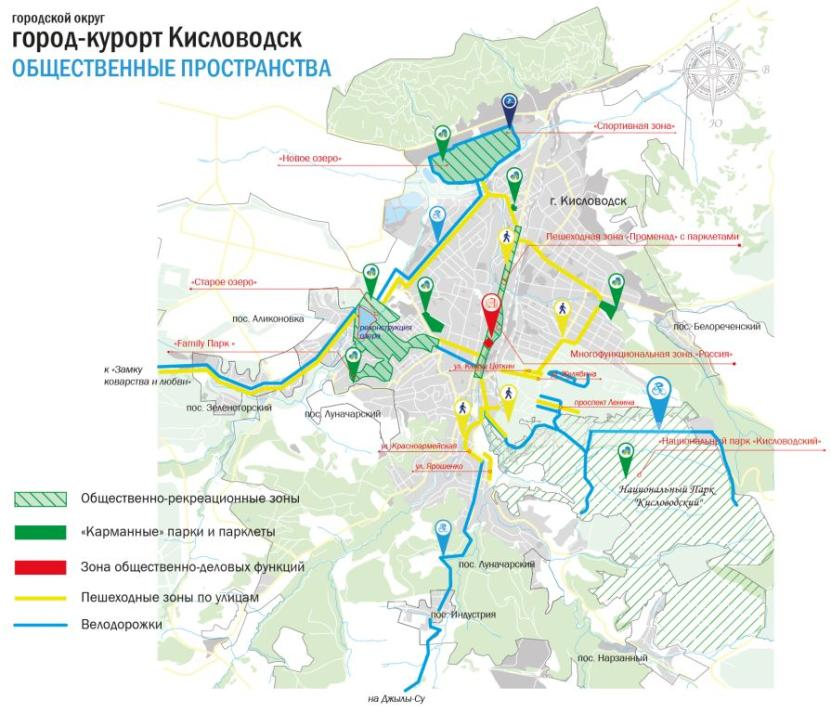 городской округ
город-курорт Кисловодск
ОБЩЕСТВЕННЫЕ ПРОСТРАНСТВА
С
З
В
Ю
«Спортивная зона»
«Новое озеро»
г. Кисловодск
Пешеходная зона «Променад» с парклетами
«Старое озеро»
пос. Аликоновка
реконструкция
озера
пос. Белореченский
«Family Парк »
Многофункциональная зона «Россия»
к «Замку
коварства и любви»
ул. Клары Цеткин
ул. Желябина
пос. Зеленогорский
пос. Луначарский
проспект Ленина
ул. Красноармейская
«Национальный парк «Кисловодский»
ул. Ярошенко
Национальный Парк
"Кисловодский"
Общественно-рекреационные зоны
«Карманные» парки и парклеты
Зона общественно-деловых функций
Пешеходные зоны по улицам
Велодорожки
пос. Луначарский
пос. Индустрия
пос. Нарзанный
на Джылы-Су